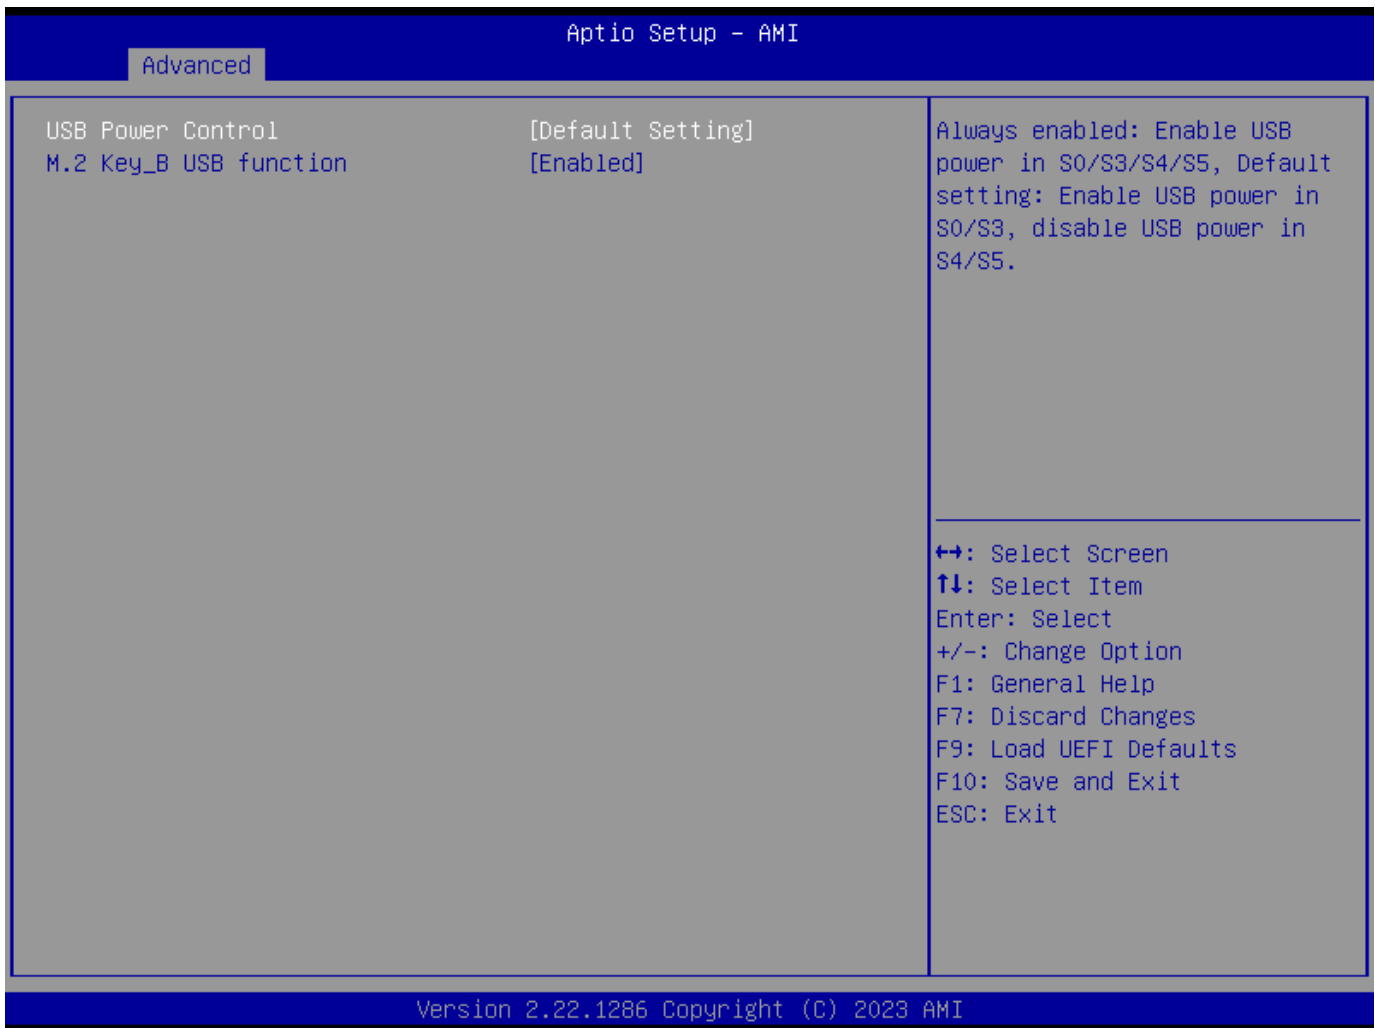 Aptio Setup – AMI
Advanced
USB Power Control [Default Setting]
M.2 Key_B USB function [Enabled]
Always enabled: Enable USB
power in S0/S3/S4/S5, Default
setting: Enable USB power in
S0/S3, disable USB power in
S4/S5.
↔: Select Screen
↑↓: Select Item
Enter: Select
+/-: Change Option
F1: General Help
F7: Discard Changes
F9: Load UEFI Defaults
F10: Save and Exit
ESC: Exit
Version 2.22.1286 Copyright (C) 2023 AMI